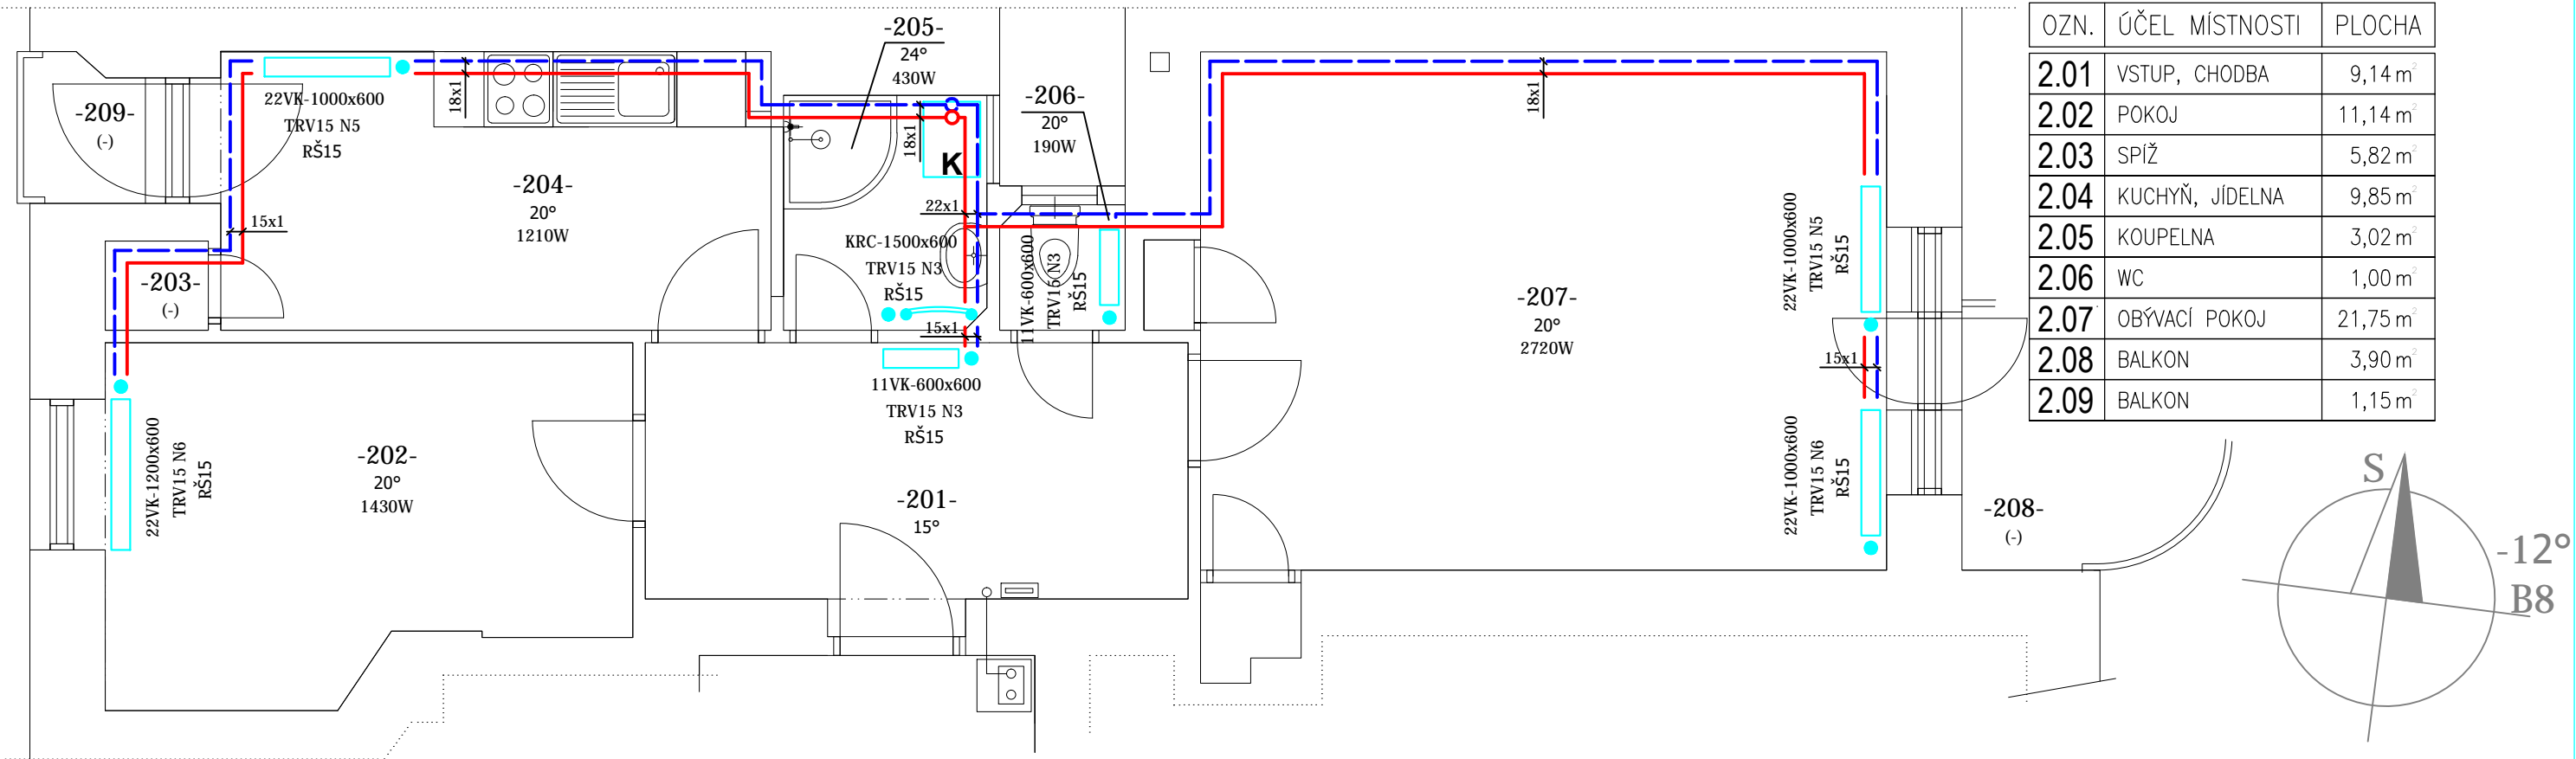 -209-
(-)
22VK-1000x600
TRV15 N5
RŠ15
18x1
-204-
20°
1210W
15x1
-203-
(-)
-205-
24°
430W
18x1
K
22x1
KRC-1500x600
TRV15 N3
RŠ15
15x1
-206-
20°
190W
11VK-600x600
TRV15 N3
RŠ15
11VK-600x600
TRV15 N3
RŠ15
-201-
15°
22VK-1200x600
TRV15 N6
RŠ15
-202-
20°
1430W
18x1
-207-
20°
2720W
22VK-1000x600
TRV15 N5
RŠ15
15x1
22VK-1000x600
TRV15 N6
RŠ15
-208-
(-)
OZN. ÚČEL MÍSTNOSTI PLOCHA
2.01 VSTUP, CHODBA 9,14 m²
2.02 POKOJ 11,14 m²
2.03 SPÍŽ 5,82 m²
2.04 KUCHYŇ, JÍDELNA 9,85 m²
2.05 KOUPELNA 3,02 m²
2.06 WC 1,00 m²
2.07 OBÝVACÍ POKOJ 21,75 m²
2.08 BALKON 3,90 m²
2.09 BALKON 1,15 m²
S
-12°
B8